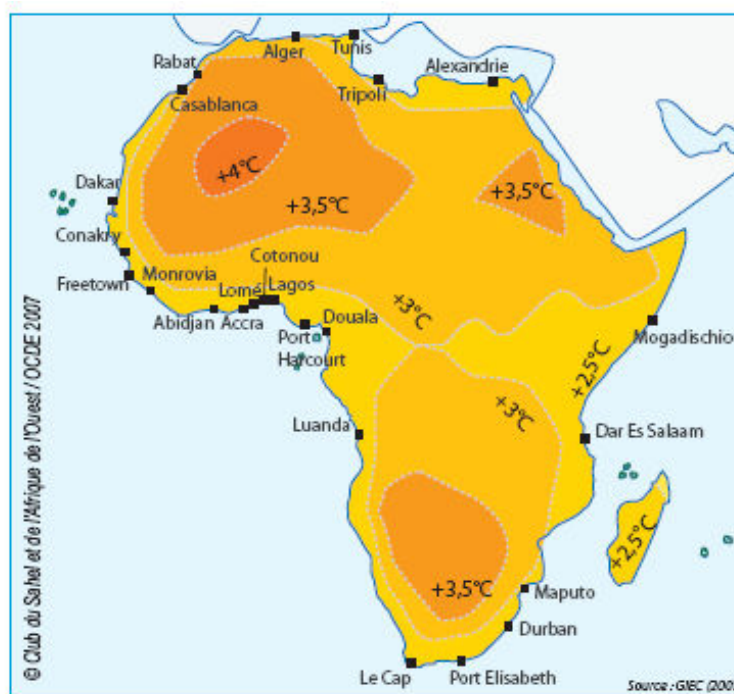 Alger
Tunis
Rabat
Tripoli
Alexandrie
Casablanca
+4°C
Dakar
+3,5°C
+3,5°C
Conakry
Cotonou
Freetown
Monrovia
Lomé
Lagos
+3°C
Abidjan
Accra
Port
Harcourt
Douala
Mogadischio
+2,5°C
+3°C
Luanda
Dar Es Salaam
+2,5°C
+3,5°C
Maputo
Durban
Le Cap
Port Elisabeth
© Club du Sahel et de l'Afrique de l'Ouest / OCDE 2007
Source : GIEC